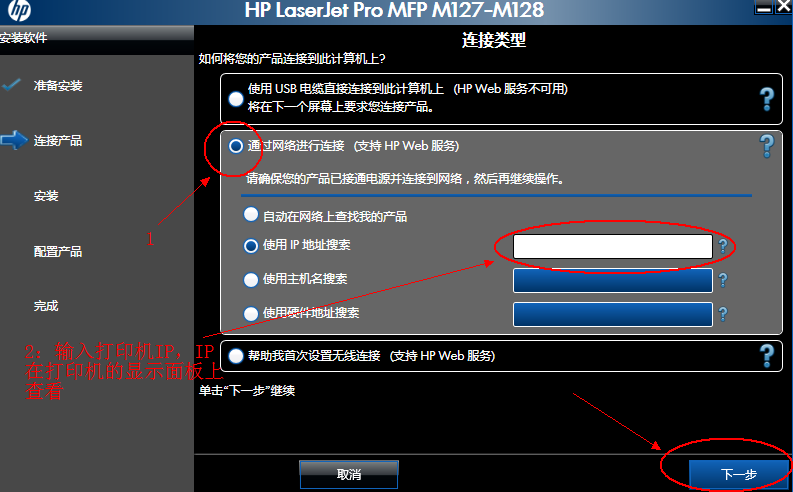 hp
HP LaserJet Pro MFP M127-M128
安装软件
准备安装
连接产品
安装
配置产品
完成
连接类型
如何将您的产品连接到此计算机上?
使用 USB 电缆直接连接到此计算机上 (HP Web 服务不可用)
将在下一个屏幕上要求您连接产品。
?
通过网络进行连接 (支持 HP Web 服务)
?
请确保您的产品已接通电源并连接到网络，然后再继续操作。
自动在网络上查找我的产品
使用 IP 地址搜索
?
使用主机名搜索
?
使用硬件地址搜索
?
帮助我首次设置无线连接 (支持 HP Web 服务)
?
单击“下一步”继续
1
2：输入打印机IP，IP
在打印机的显示面板上
查看
取消
下一步